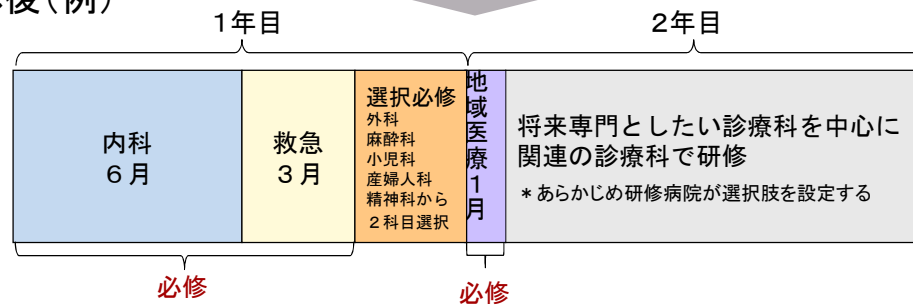 後(例)
1年目
2年目
内科
6月
救急
3月
選択必修
外科
麻酔科
小児科
産婦人科
精神科から
2科目選択
地域医療1月
将来専門としたい診療科を中心に
関連の診療科で研修
*あらかじめ研修病院が選択肢を設定する
必修
必修